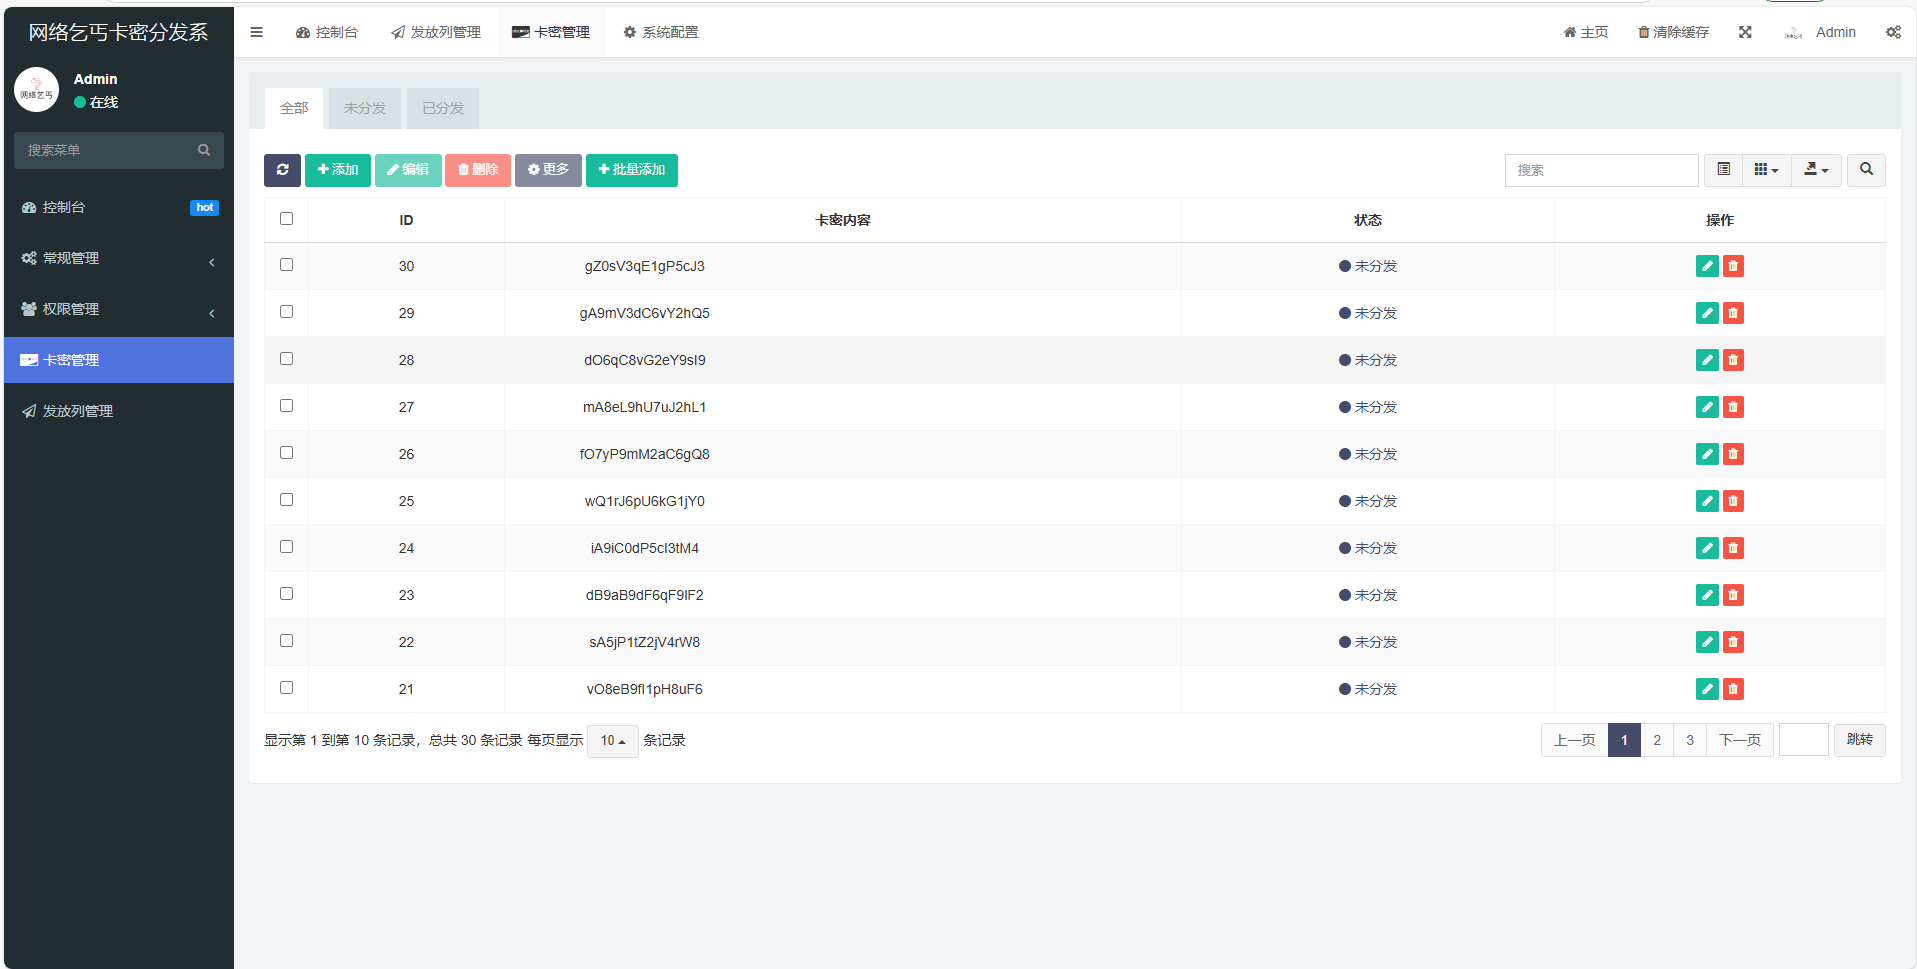 网络乞丐卡密分发系
控制台
发放列管理
卡密管理
系统配置
主页
清除缓存
Admin
网络乞丐
Admin
在线
搜索菜单
控制台
hot
常规管理
权限管理
卡密管理
发放列管理
全部
未分发
已分发
添加
编辑
删除
更多
批量添加
搜索
ID 卡密内容 状态 操作
30 gZ0sV3qE1gP5cJ3 未分发
29 gA9mV3dC6vY2hQ5 未分发
28 dO6qC8vG2eY9sI9 未分发
27 mA8eL9hU7uJ2hL1 未分发
26 fO7yP9mM2aC6gQ8 未分发
25 wQ1rJ6pU6kG1jY0 未分发
24 iA9iC0dP5cI3tM4 未分发
23 dB9aB9dF6qF9lF2 未分发
22 sA5jP1tZ2jV4rW8 未分发
21 vO8eB9fI1pH8uF6 未分发
显示第 1 到第 10 条记录，总共 30 条记录 每页显示 10 条记录
上一页 1 2 3 下一页 跳转